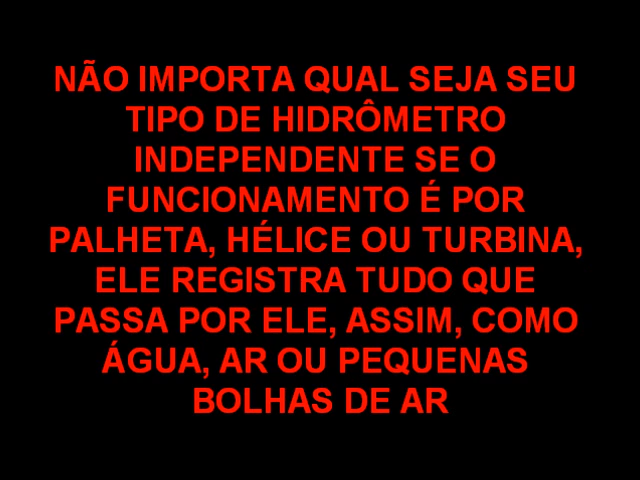 NÃO IMPORTA QUAL SEJA SEU
TIPO DE HIDRÔMETRO
INDEPENDENTE SE O
FUNCIONAMENTO É POR
PALHETA, HÉLICE OU TURBINA,
ELE REGISTRA TUDO QUE
PASSA POR ELE, ASSIM, COMO
ÁGUA, AR OU PEQUENAS
BOLHAS DE AR